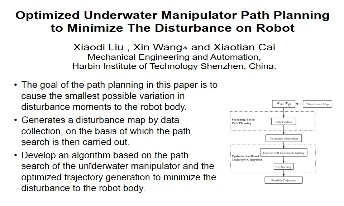 Optimized Underwater Manipulator Path Planning
to Minimize The Disturbance on Robot
Xiaodi Liu , Xin Wang* and Xiaotian Cai
Mechanical Engineering and Automation,
Harbin Institute of Technology Shenzhen, China.
• The goal of the path planning in this paper is to
cause the smallest possible variation in
disturbance moments to the robot body.
• Generates a disturbance map by data
collection, on the basis of which the path
search is then carried out.
• Develop an algorithm based on the path
search of the underwater manipulator and the
optimized trajectory generation to minimize the
disturbance to the robot body.